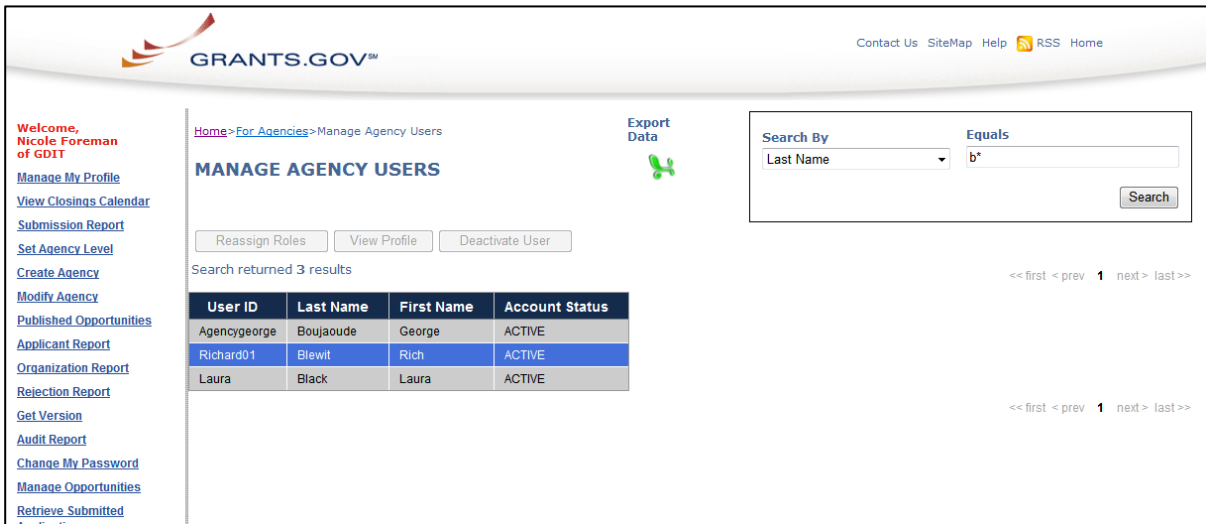 GRANTS.GOV℠
Contact Us SiteMap Help RSS Home
Welcome,
Nicole Foreman
of GDIT
Manage My Profile
View Closings Calendar
Submission Report
Set Agency Level
Create Agency
Modify Agency
Published Opportunities
Applicant Report
Organization Report
Rejection Report
Get Version
Audit Report
Change My Password
Manage Opportunities
Retrieve Submitted
Home>For Agencies>Manage Agency Users
Export
Data
MANAGE AGENCY USERS
Search By Equals
Last Name b*
Search
Reassign Roles View Profile Deactivate User
Search returned 3 results
<< first < prev 1 next > last >>
User ID Last Name First Name Account Status
Agencygeorge Boujaoude George ACTIVE
Richard01 Blewit Rich ACTIVE
Laura Black Laura ACTIVE
<< first < prev 1 next > last >>